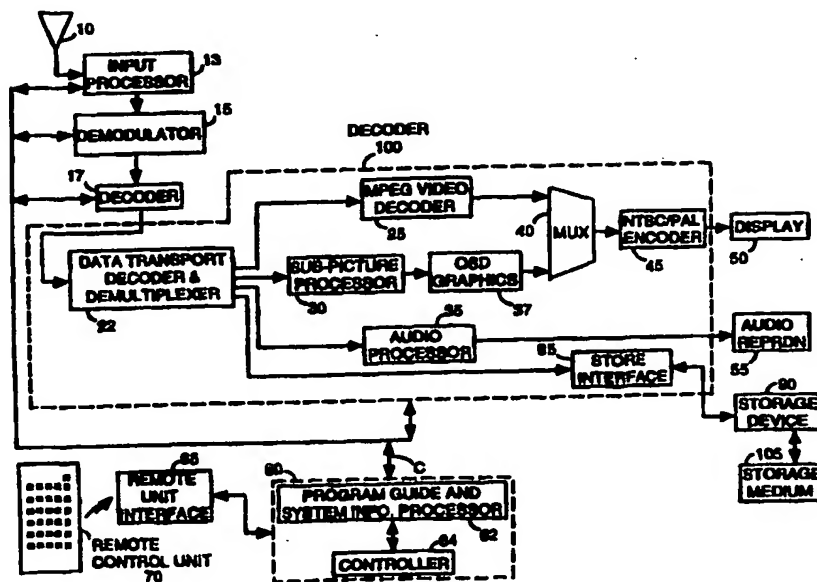 10
INPUT
PROCESSOR
13
DEMODULATOR
15
17
DECODER
DECODER
100
DATA TRANSPORT
DECODER &
DEMULTIPLEXER
22
MPEG VIDEO
DECODER
25
SUB-PICTURE
PROCESSOR
30
OSD
GRAPHICS
37
40
MUX
NTSC/PAL
ENCODER
45
DISPLAY
50
35
AUDIO
PROCESSOR
AUDIO
REPRDN
55
95
STORE
INTERFACE
90
STORAGE
DEVICE
105
STORAGE
MEDIUM
C
65
REMOTE
UNIT
INTERFACE
REMOTE
CONTROL UNIT
70
60
PROGRAM GUIDE AND
SYSTEM INFO. PROCESSOR
62
64
CONTROLLER